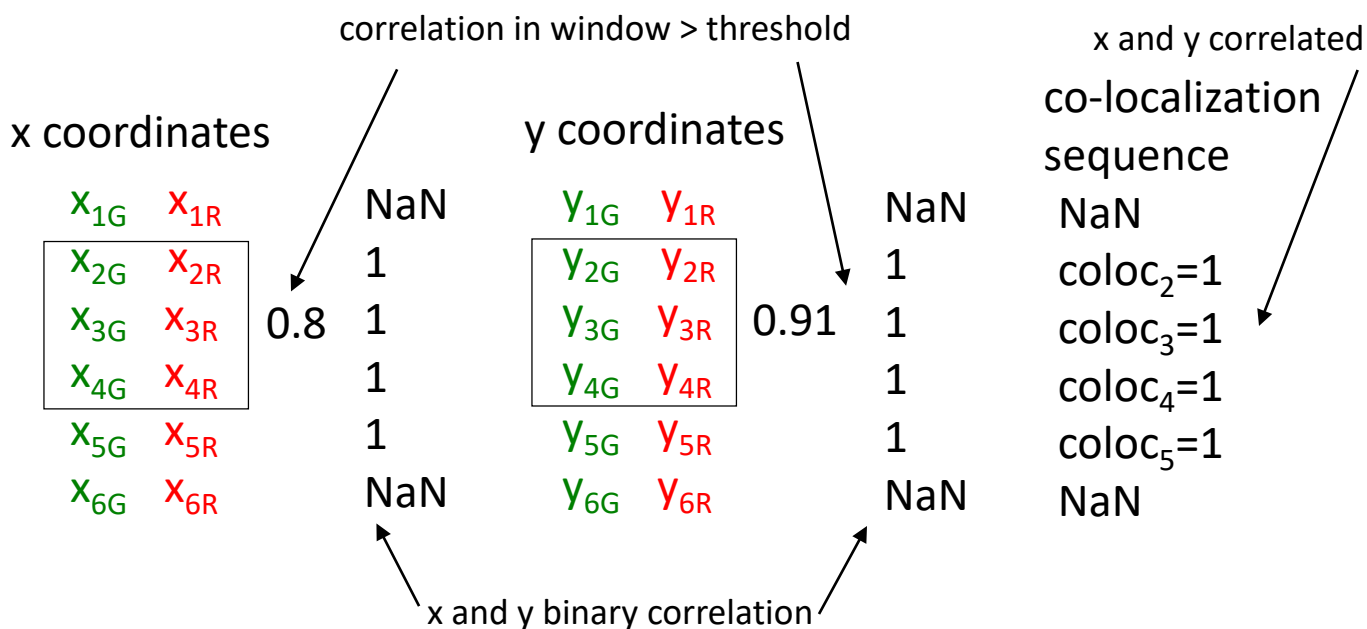 correlation in window > threshold
x and y correlated
x coordinates
y coordinates
co-localization
sequence
x1G x1R NaN y1G y1R NaN NaN
x2G x2R 1 y2G y2R 1 coloc2=1
x3G x3R 0.8 1 y3G y3R 0.91 1 coloc3=1
x4G x4R 1 y4G y4R 1 coloc4=1
x5G x5R 1 y5G y5R 1 coloc5=1
x6G x6R NaN y6G y6R NaN NaN
x and y binary correlation